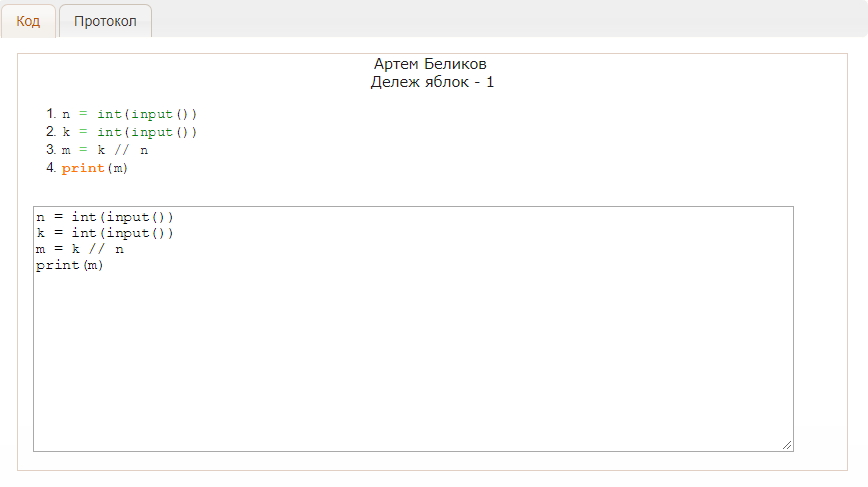 Код Протокол
Артем Беликов
Дележ яблок - 1
1. n = int(input())
2. k = int(input())
3. m = k // n
4. print(m)
n = int(input())
k = int(input())
m = k // n
print(m)